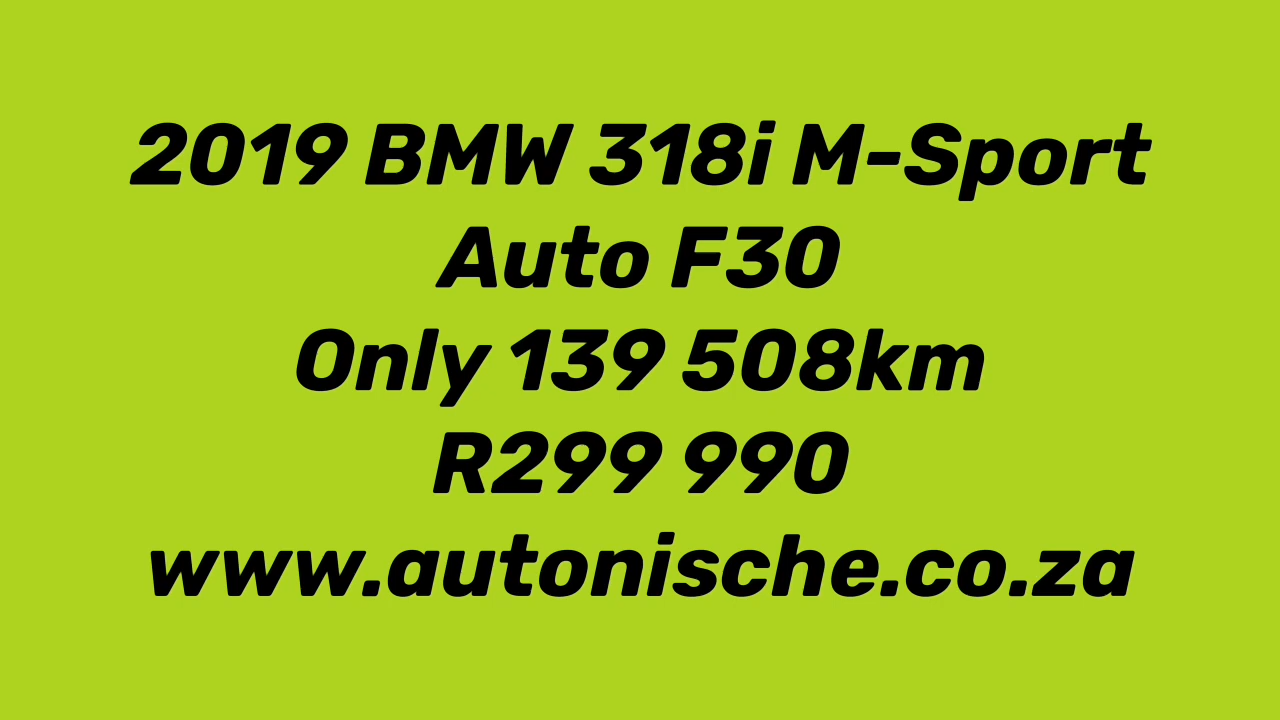 2019 BMW 318i M-Sport
Auto F30
Only 139 508km
R299 990
www.autonische.co.za